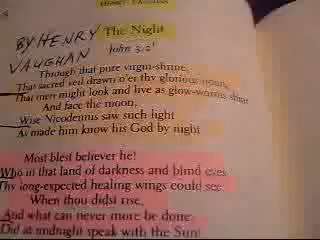 HENRY VAUGHAN
BY HENRY
VAUGHAN
The Night
John 3.2
Through that pure virgin-shrine,
That sacred veil drawn o'er thy glorious noon,
That men might look and live as glow-worms shine
And face the moon,
Wise Nicodemus saw such light
As made him know his God by night
Most blest believer he!
Who in that land of darkness and blind eyes
Thy long-expected healing wings could see,
When thou didst rise,
And what can never more be done
Did at midnight speak with the Sun!